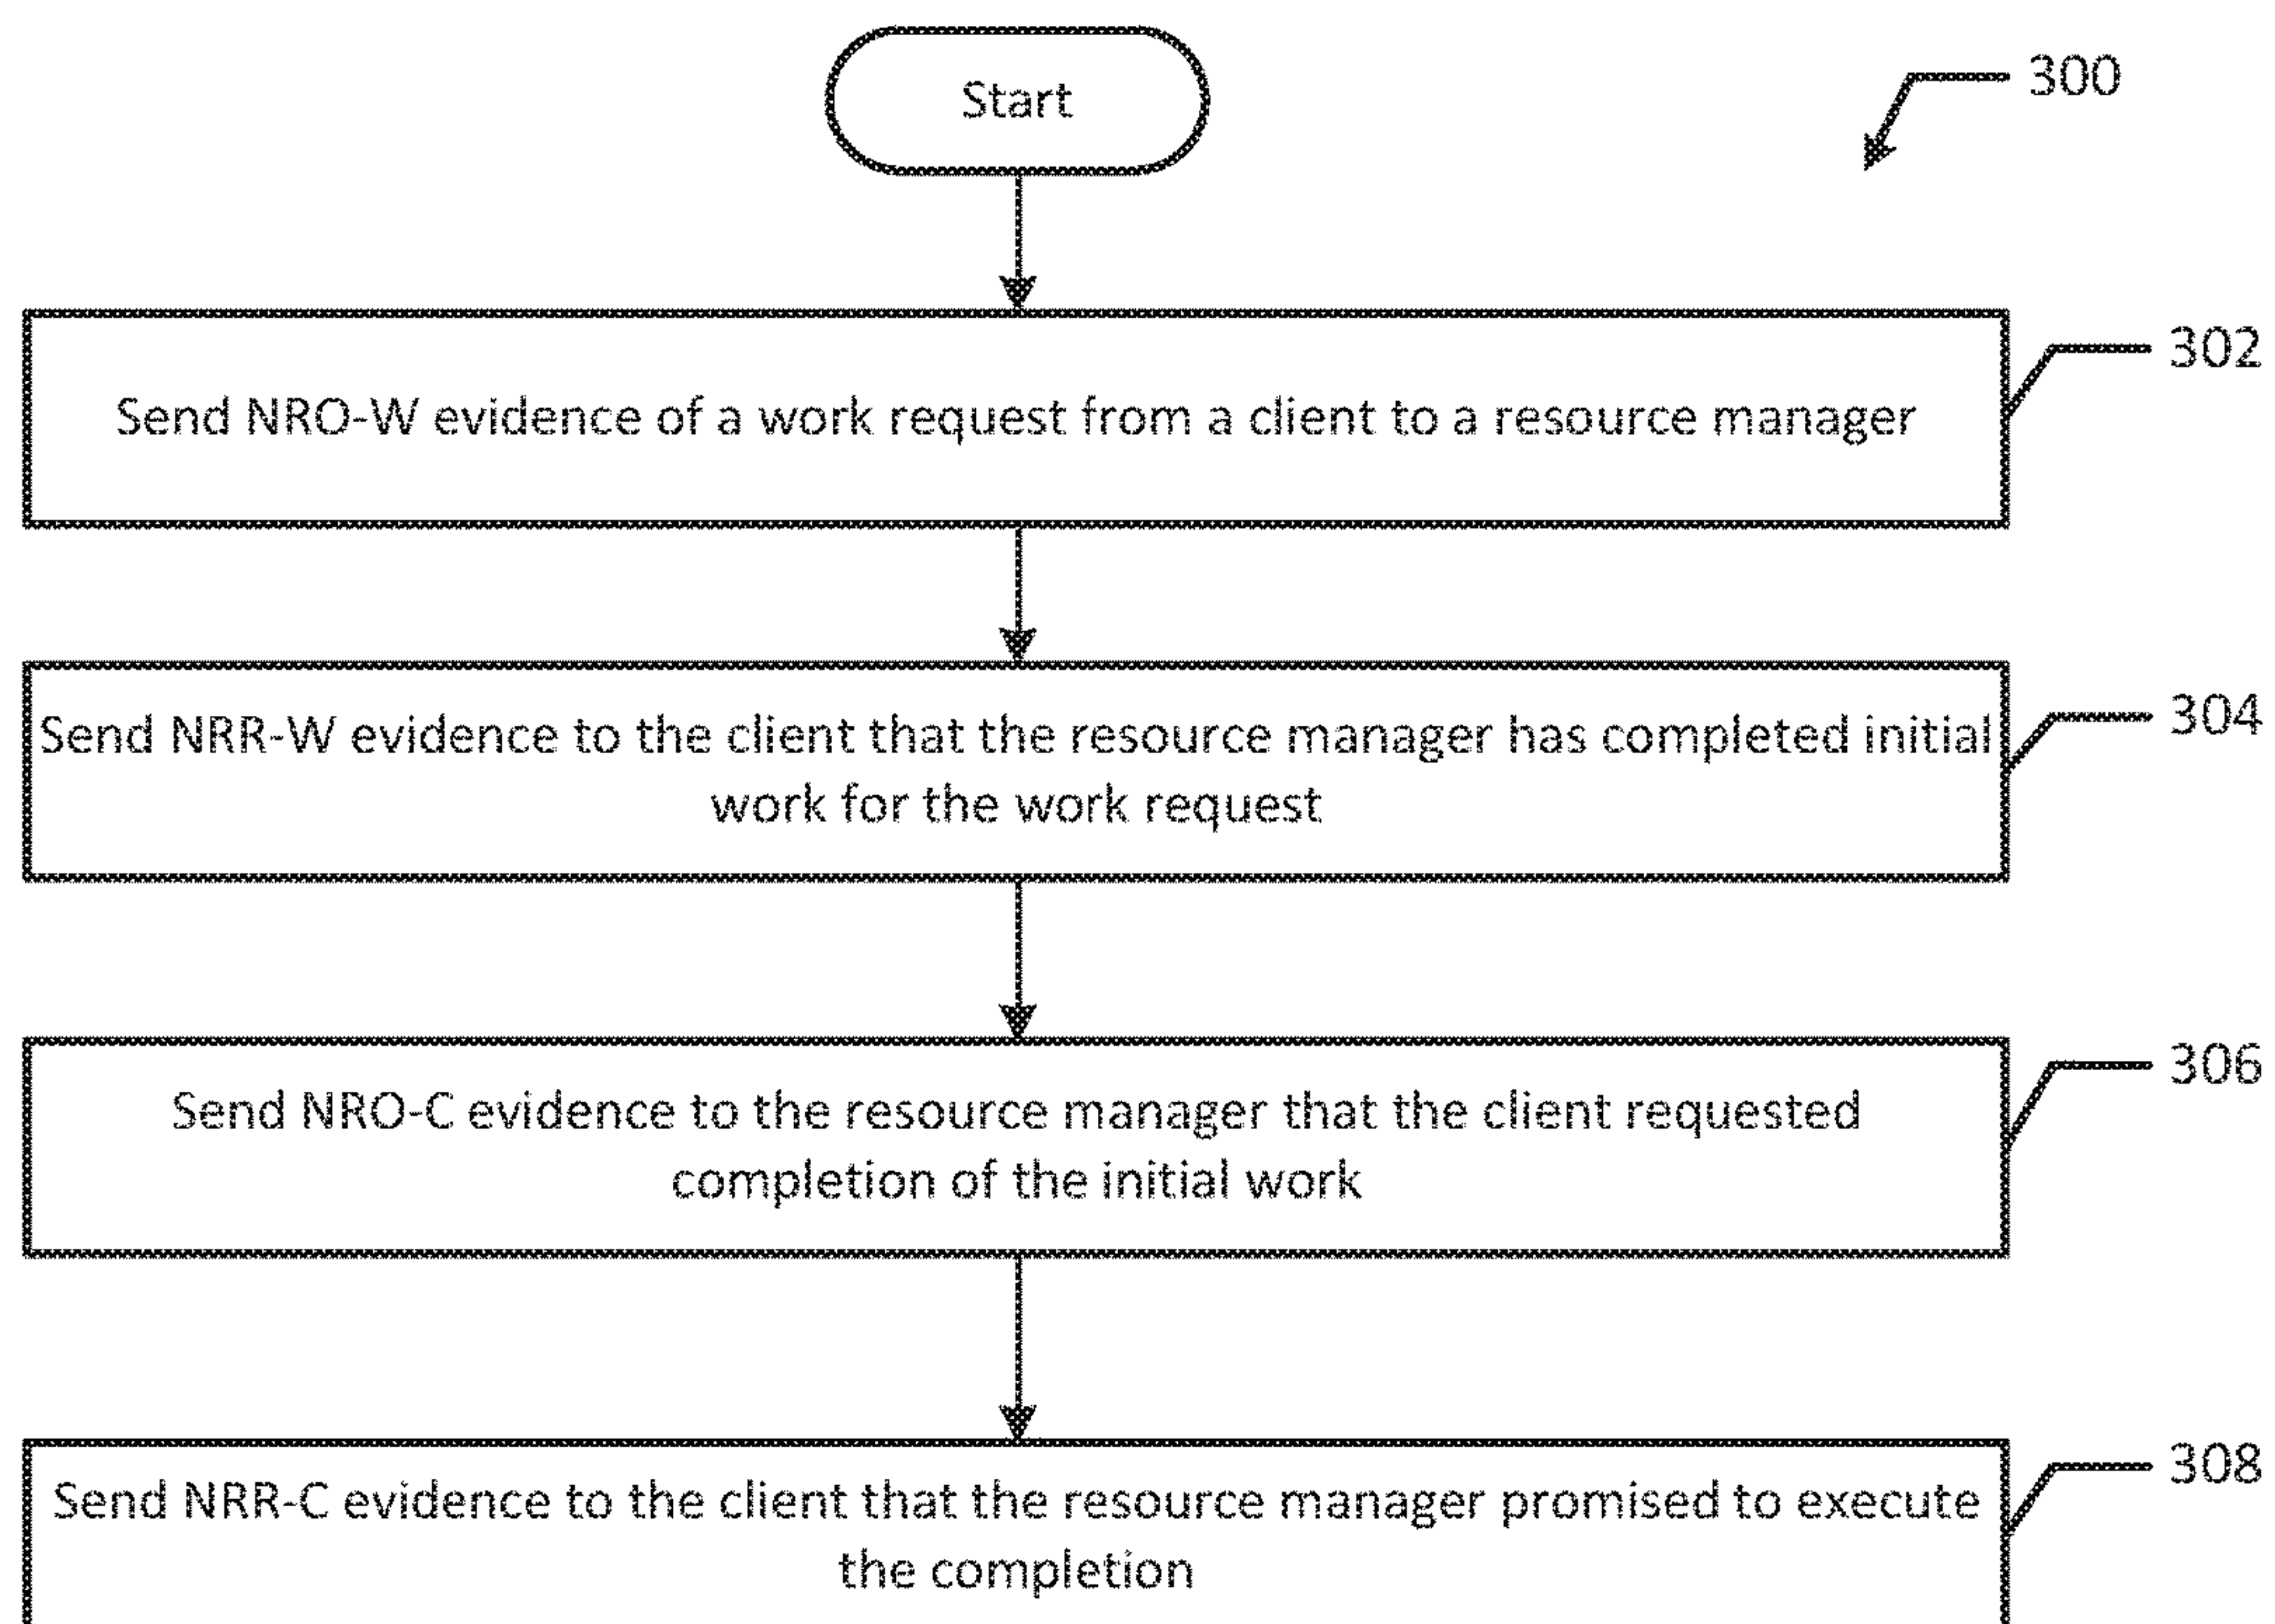 Start
300
Send NRO-W evidence of a work request from a client to a resource manager
302
Send NRR-W evidence to the client that the resource manager has completed initial
work for the work request
304
Send NRO-C evidence to the resource manager that the client requested
completion of the initial work
306
Send NRR-C evidence to the client that the resource manager promised to execute
the completion
308